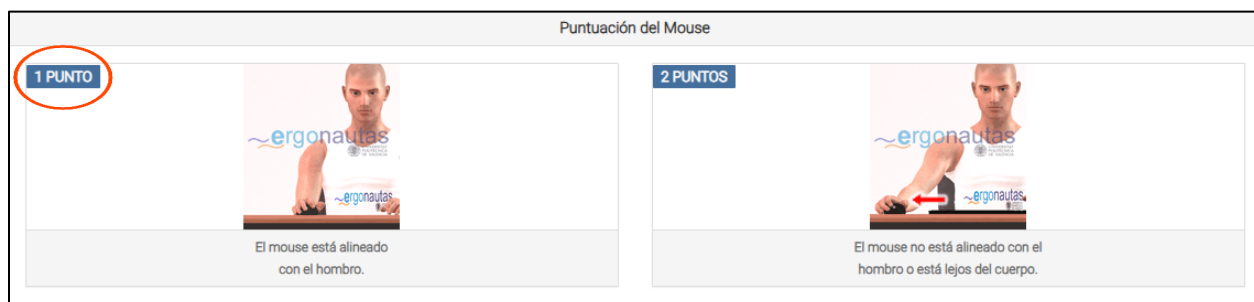 Puntuación del Mouse
1 PUNTO
~ergonautas
~ergonautas
El mouse está alineado
con el hombro.
2 PUNTOS
~ergonautas
~ergonautas
El mouse no está alineado con el
hombro o está lejos del cuerpo.